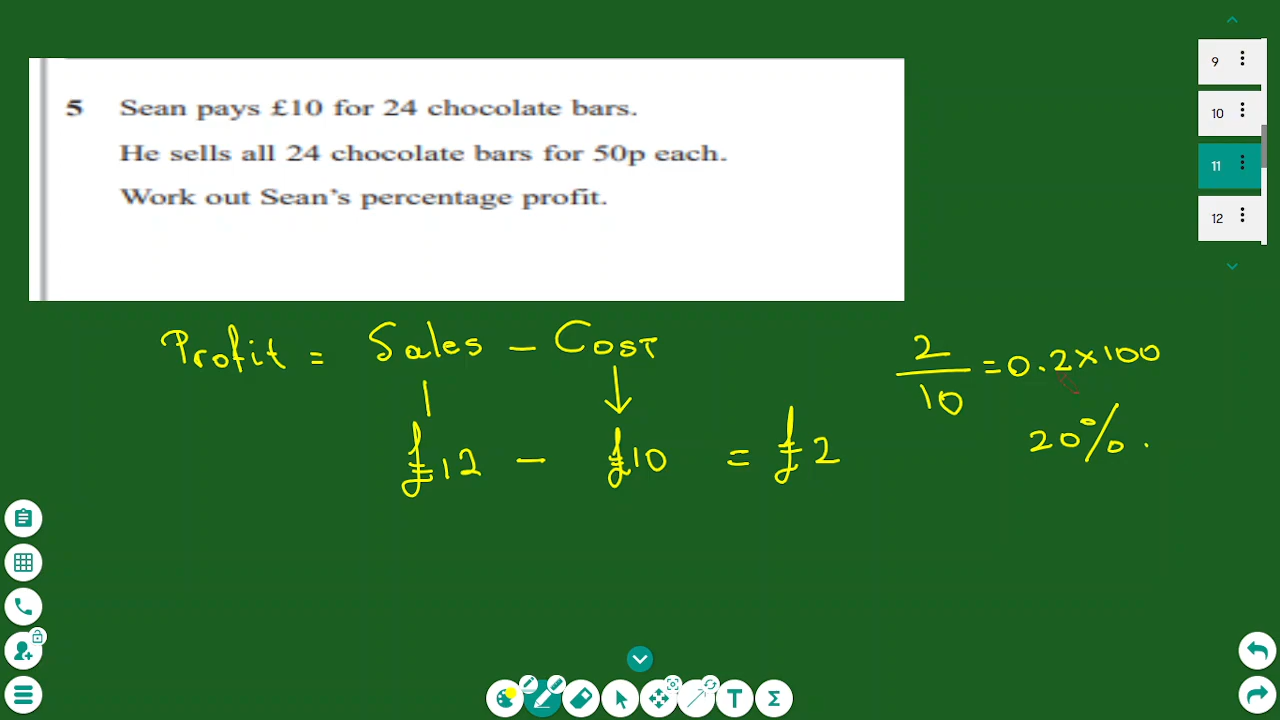 5 Sean pays £10 for 24 chocolate bars.
He sells all 24 chocolate bars for 50p each.
Work out Sean's percentage profit.
Profit = Sales - Cost
£12 - £10 = £2
2
10
= 0.2 x 100
20%.
9
10
11
12
T
Σ